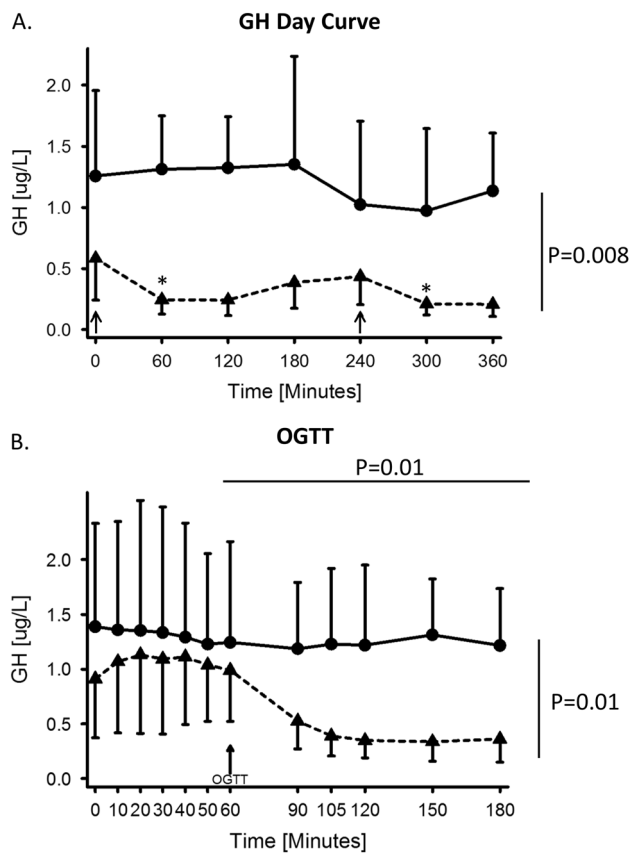 A.
GH Day Curve
GH [ug/L]
2.0
1.5
1.0
0.5
0.0
*
*
P=0.008
0 60 120 180 240 300 360
Time [Minutes]
B.
OGTT
P=0.01
GH [ug/L]
2.0
1.5
1.0
0.5
0.0
P=0.01
OGTT
0 10 20 30 40 50 60 90 105 120 150 180
Time [Minutes]